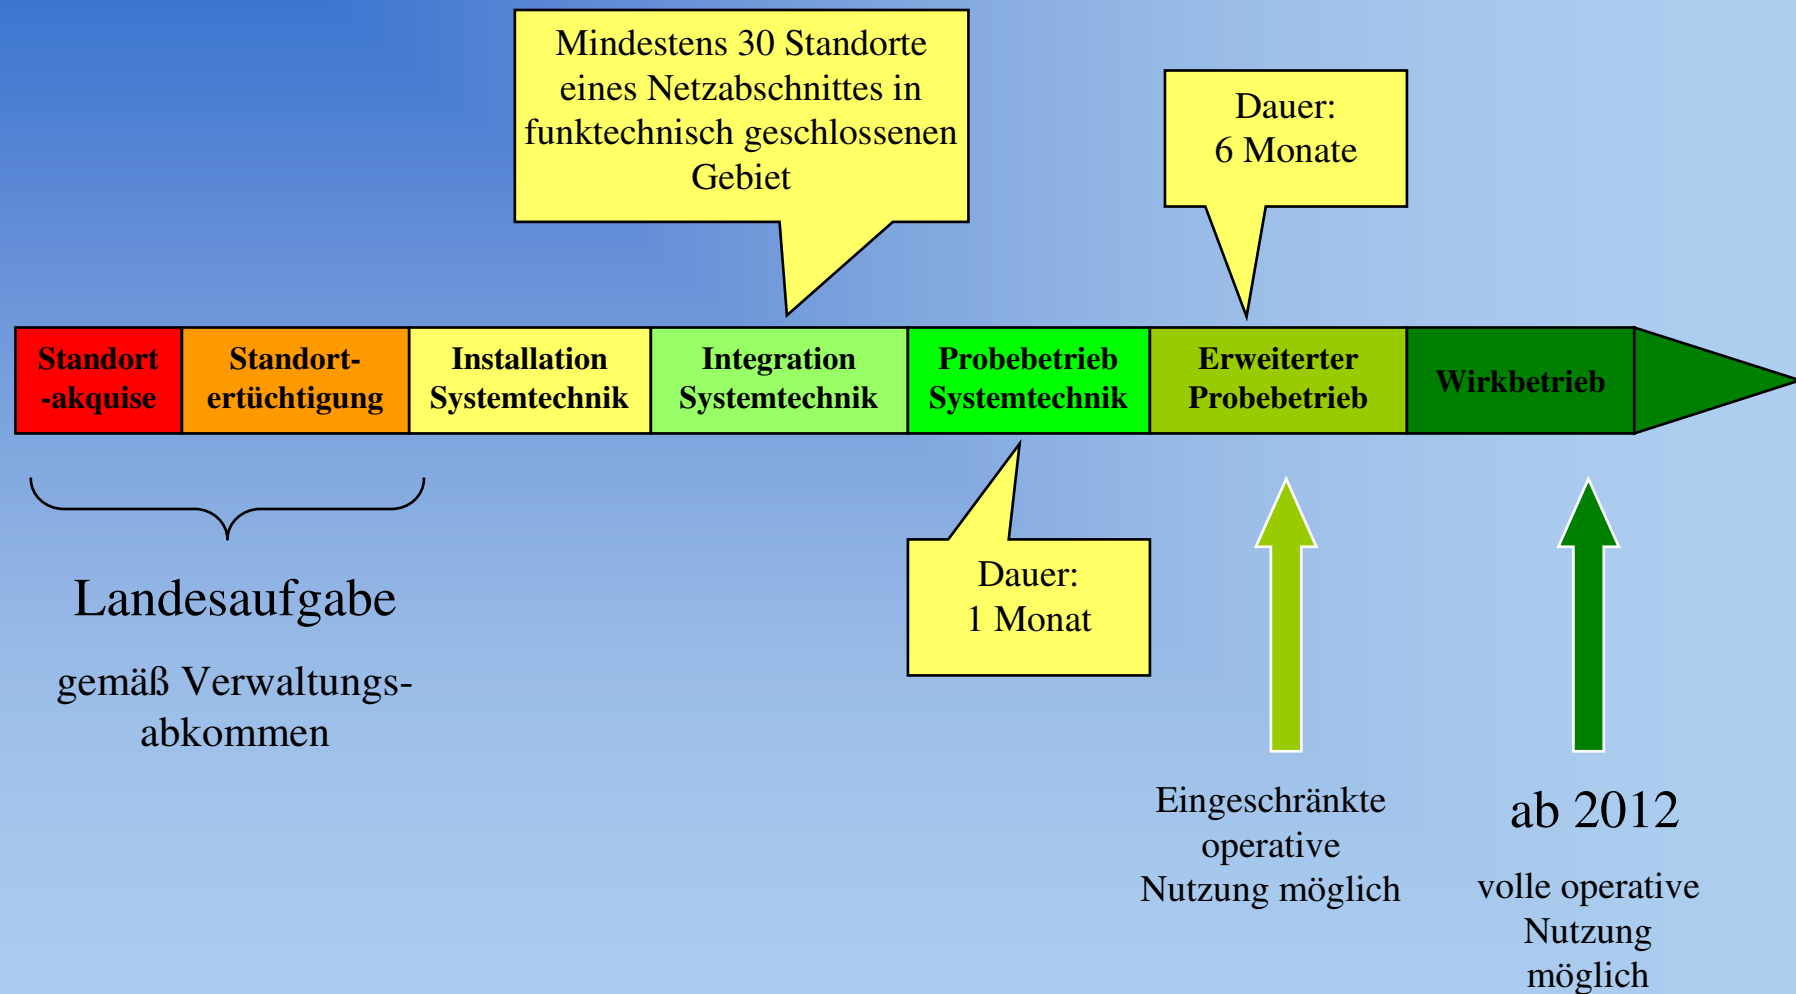 Mindestens 30 Standorte
eines Netzabschnittes in
funktechnisch geschlossenen
Gebiet
Dauer:
6 Monate
Standort
-akquise
Standort-
ertüchtigung
Installation
Systemtechnik
Integration
Systemtechnik
Probebetrieb
Systemtechnik
Erweiterter
Probebetrieb
Wirkbetrieb
Landesaufgabe
gemäß Verwaltungs-
abkommen
Dauer:
1 Monat
Eingeschränkte
operative
Nutzung möglich
ab 2012
volle operative
Nutzung
möglich